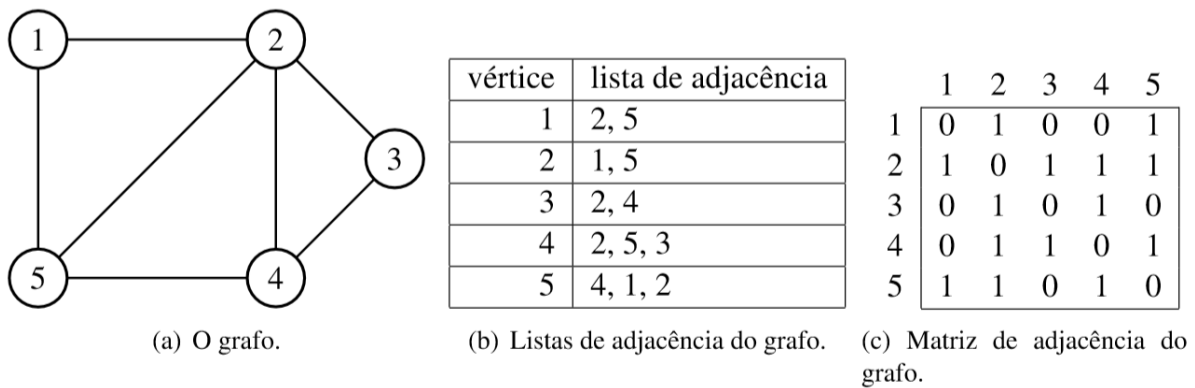 1
2
3
5
4
(a) O grafo.
vértice lista de adjacência
1 2, 5
2 1, 5
3 2, 4
4 2, 5, 3
5 4, 1, 2
(b) Listas de adjacência do grafo.
1 2 3 4 5
1 0 1 0 0 1
2 1 0 1 1 1
3 0 1 0 1 0
4 0 1 1 0 1
5 1 1 0 1 0
(c) Matriz de adjacência do
grafo.